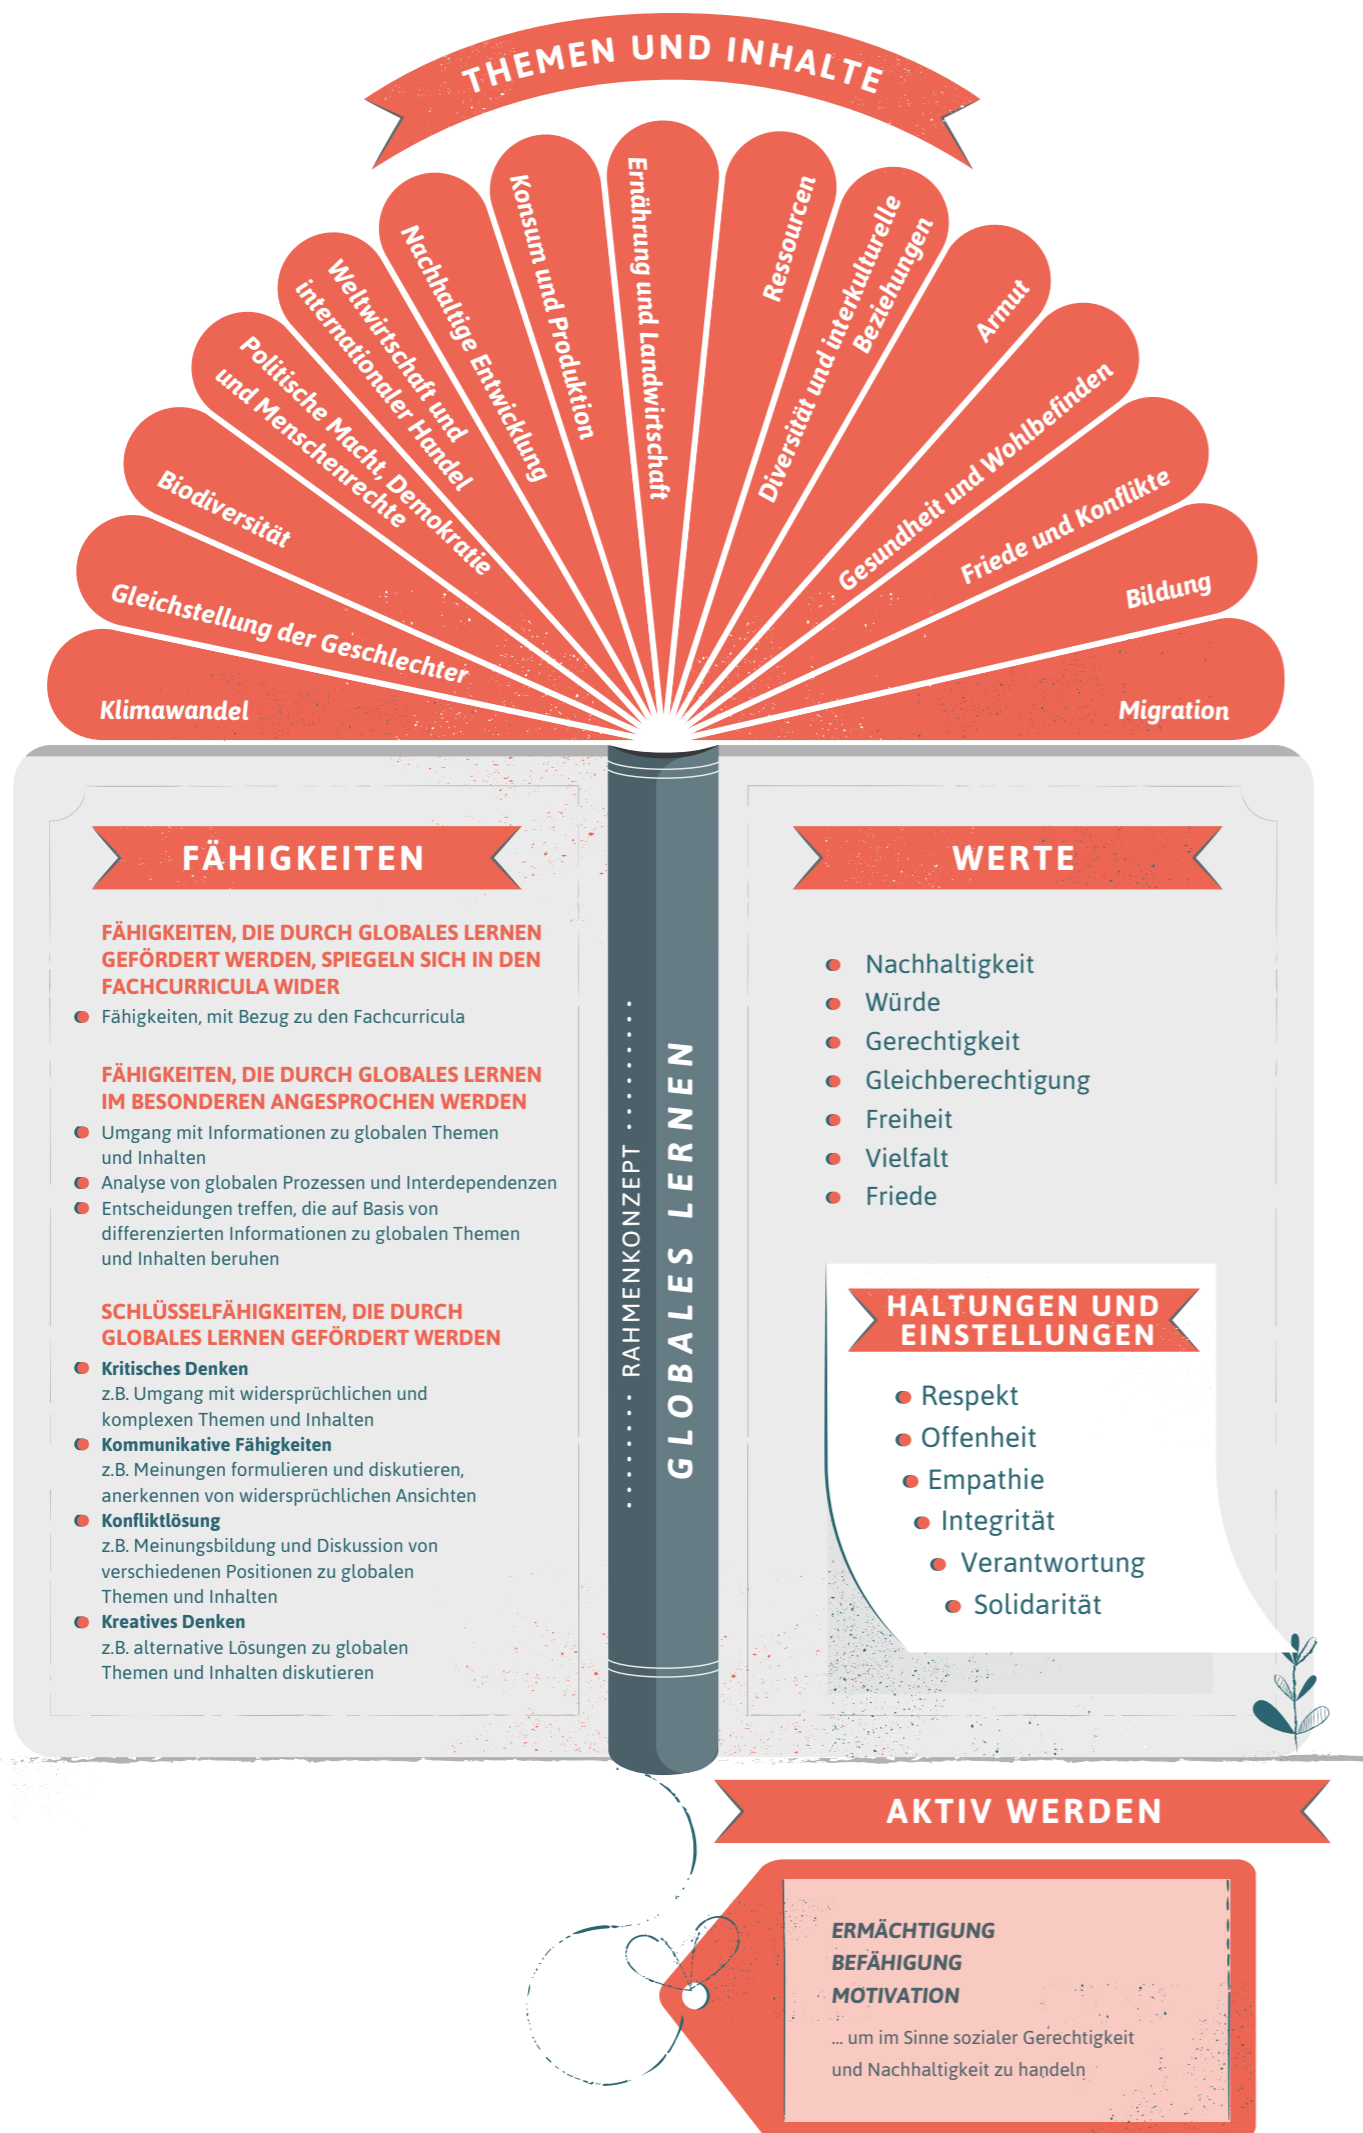 THEMEN UND INHALTE
Klimawandel
Gleichstellung der Geschlechter
Biodiversität
Politische Macht, Demokratie
und Menschenrechte
Weltwirtschaft und
internationaler Handel
Nachhaltige Entwicklung
Konsum und Produktion
Ernährung und Landwirtschaft
Ressourcen
Diversität und interkulturelle
Beziehungen
Armut
Gesundheit und Wohlbefinden
Friede und Konflikte
Bildung
Migration
FÄHIGKEITEN
FÄHIGKEITEN, DIE DURCH GLOBALES LERNEN
GEFÖRDERT WERDEN, SPIEGELN SICH IN DEN
FACHCURRICULA WIDER
Fähigkeiten, mit Bezug zu den Fachcurricula
FÄHIGKEITEN, DIE DURCH GLOBALES LERNEN
IM BESONDEREN ANGESPROCHEN WERDEN
Umgang mit Informationen zu globalen Themen
und Inhalten
Analyse von globalen Prozessen und Interdependenzen
Entscheidungen treffen, die auf Basis von
differenzierten Informationen zu globalen Themen
und Inhalten beruhen
SCHLÜSSELFÄHIGKEITEN, DIE DURCH
GLOBALES LERNEN GEFÖRDERT WERDEN
Kritisches Denken
z.B. Umgang mit widersprüchlichen und
komplexen Themen und Inhalten
Kommunikative Fähigkeiten
z.B. Meinungen formulieren und diskutieren,
anerkennen von widersprüchlichen Ansichten
Konfliktlösung
z.B. Meinungsbildung und Diskussion von
verschiedenen Positionen zu globalen
Themen und Inhalten
Kreatives Denken
z.B. alternative Lösungen zu globalen
Themen und Inhalten diskutieren
RAHMENKONZEPT
GLOBALES LERNEN
WERTE
Nachhaltigkeit
Würde
Gerechtigkeit
Gleichberechtigung
Freiheit
Vielfalt
Friede
HALTUNGEN UND
EINSTELLUNGEN
Respekt
Offenheit
Empathie
Integrität
Verantwortung
Solidarität
AKTIV WERDEN
ERMÄCHTIGUNG
BEFÄHIGUNG
MOTIVATION
... um im Sinne sozialer Gerechtigkeit
und Nachhaltigkeit zu handeln